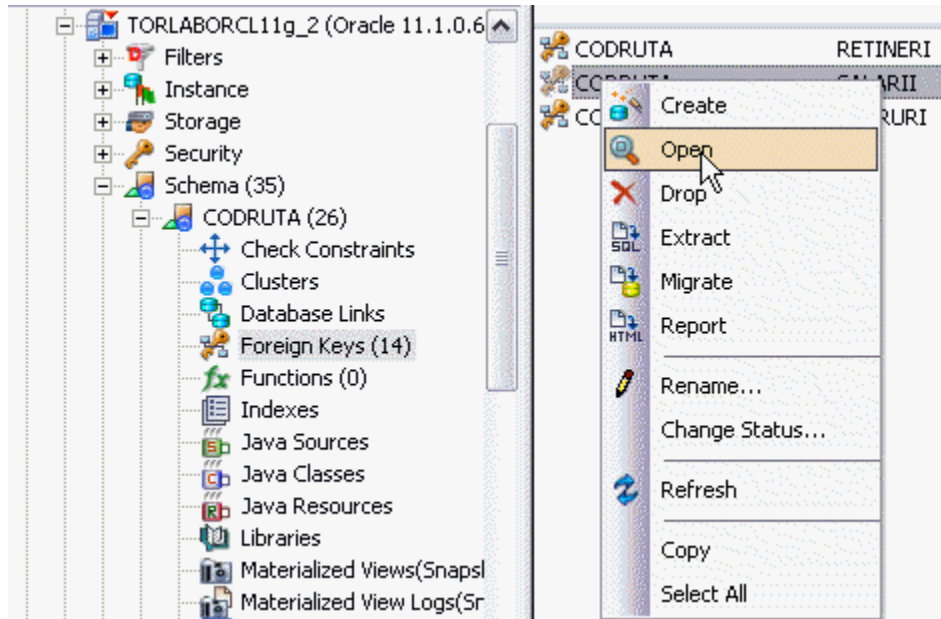 TORLABORCL11g_2 (Oracle 11.1.0.6
Filters
Instance
Storage
Security
Schema (35)
CODRUTA (26)
Check Constraints
Clusters
Database Links
Foreign Keys (14)
Functions (0)
Indexes
Java Sources
Java Classes
Java Resources
Libraries
Materialized Views(Snapsl
Materialized View Logs(Sr
CODRUTA RETINERI
Create
Open
Drop
Extract
Migrate
Report
Rename...
Change Status...
Refresh
Copy
Select All